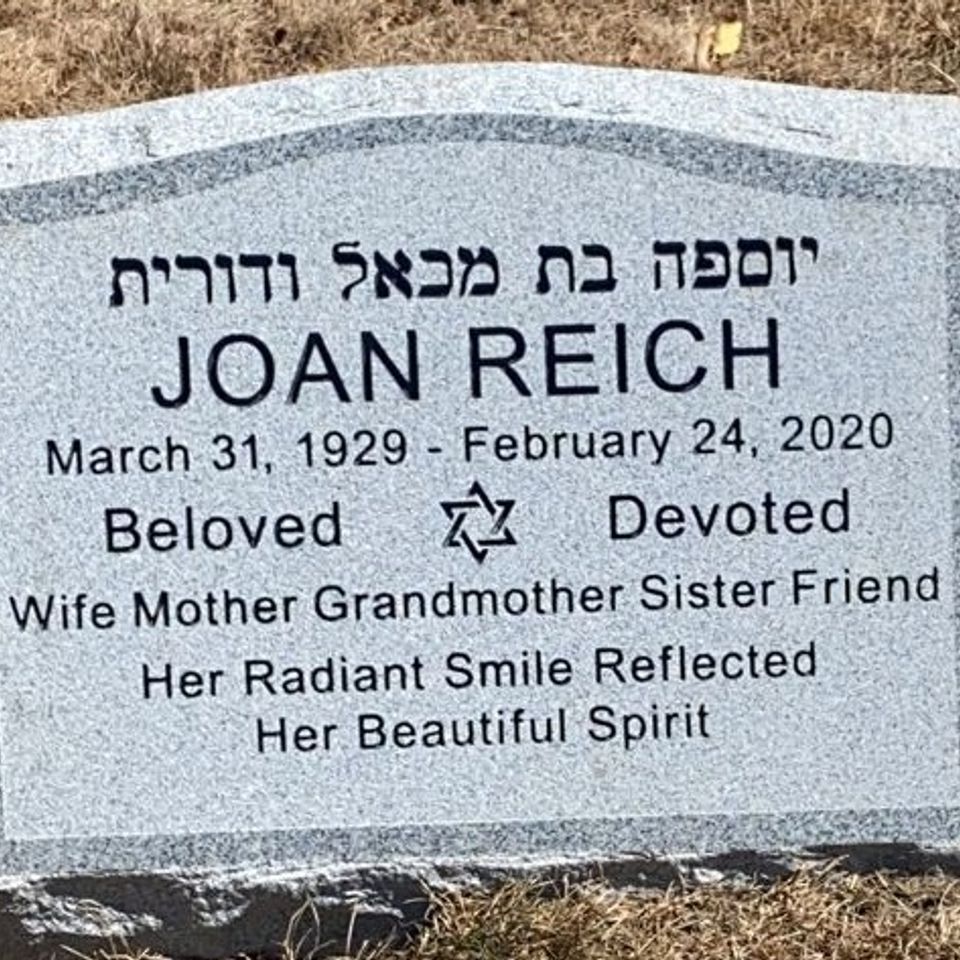 יוספה בת מכאל ודורית
JOAN REICH
March 31, 1929 - February 24, 2020
Beloved Devoted
Wife Mother Grandmother Sister Friend
Her Radiant Smile Reflected
Her Beautiful Spirit